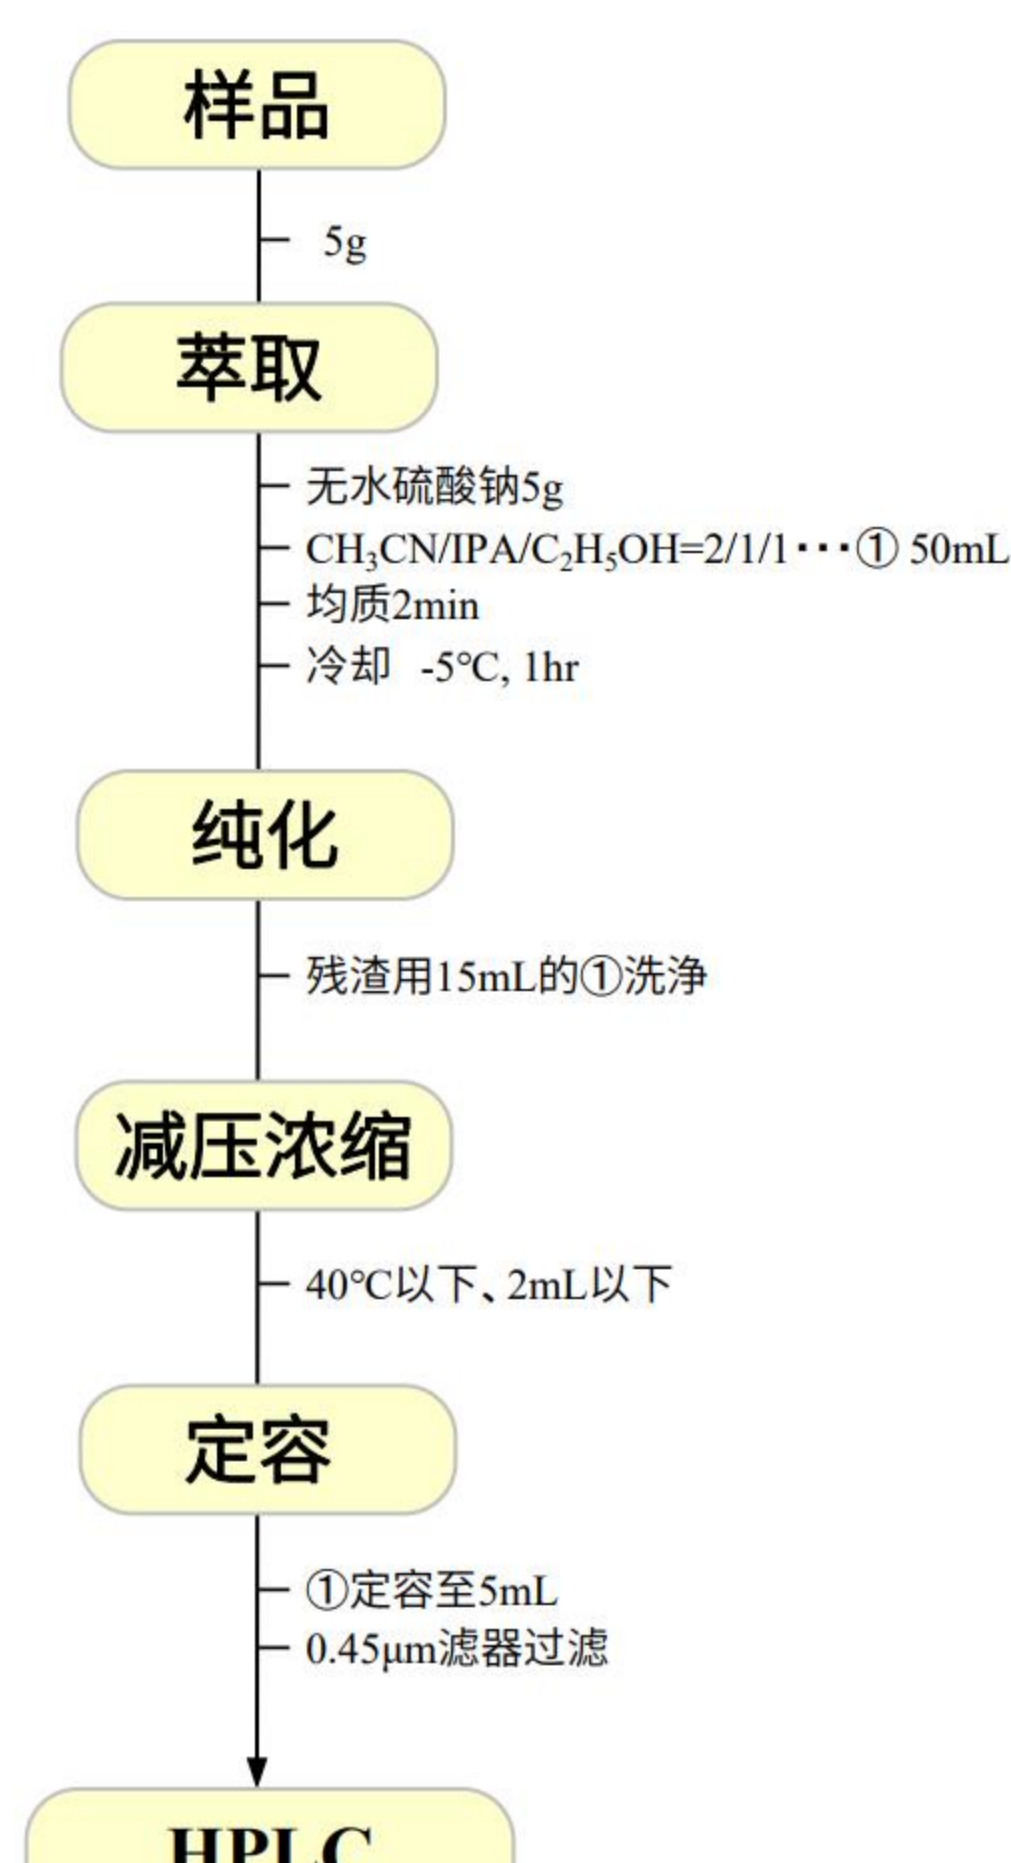 样品
5g
萃取
无水硫酸钠5g
CH₃CN/IPA/C₂H₅OH=2/1/1···① 50mL
均质2min
冷却 -5℃, 1hr
纯化
残渣用15mL的①洗浄
减压浓缩
40℃以下、2mL以下
定容
①定容至5mL
0.45μm滤器过滤
HPLC